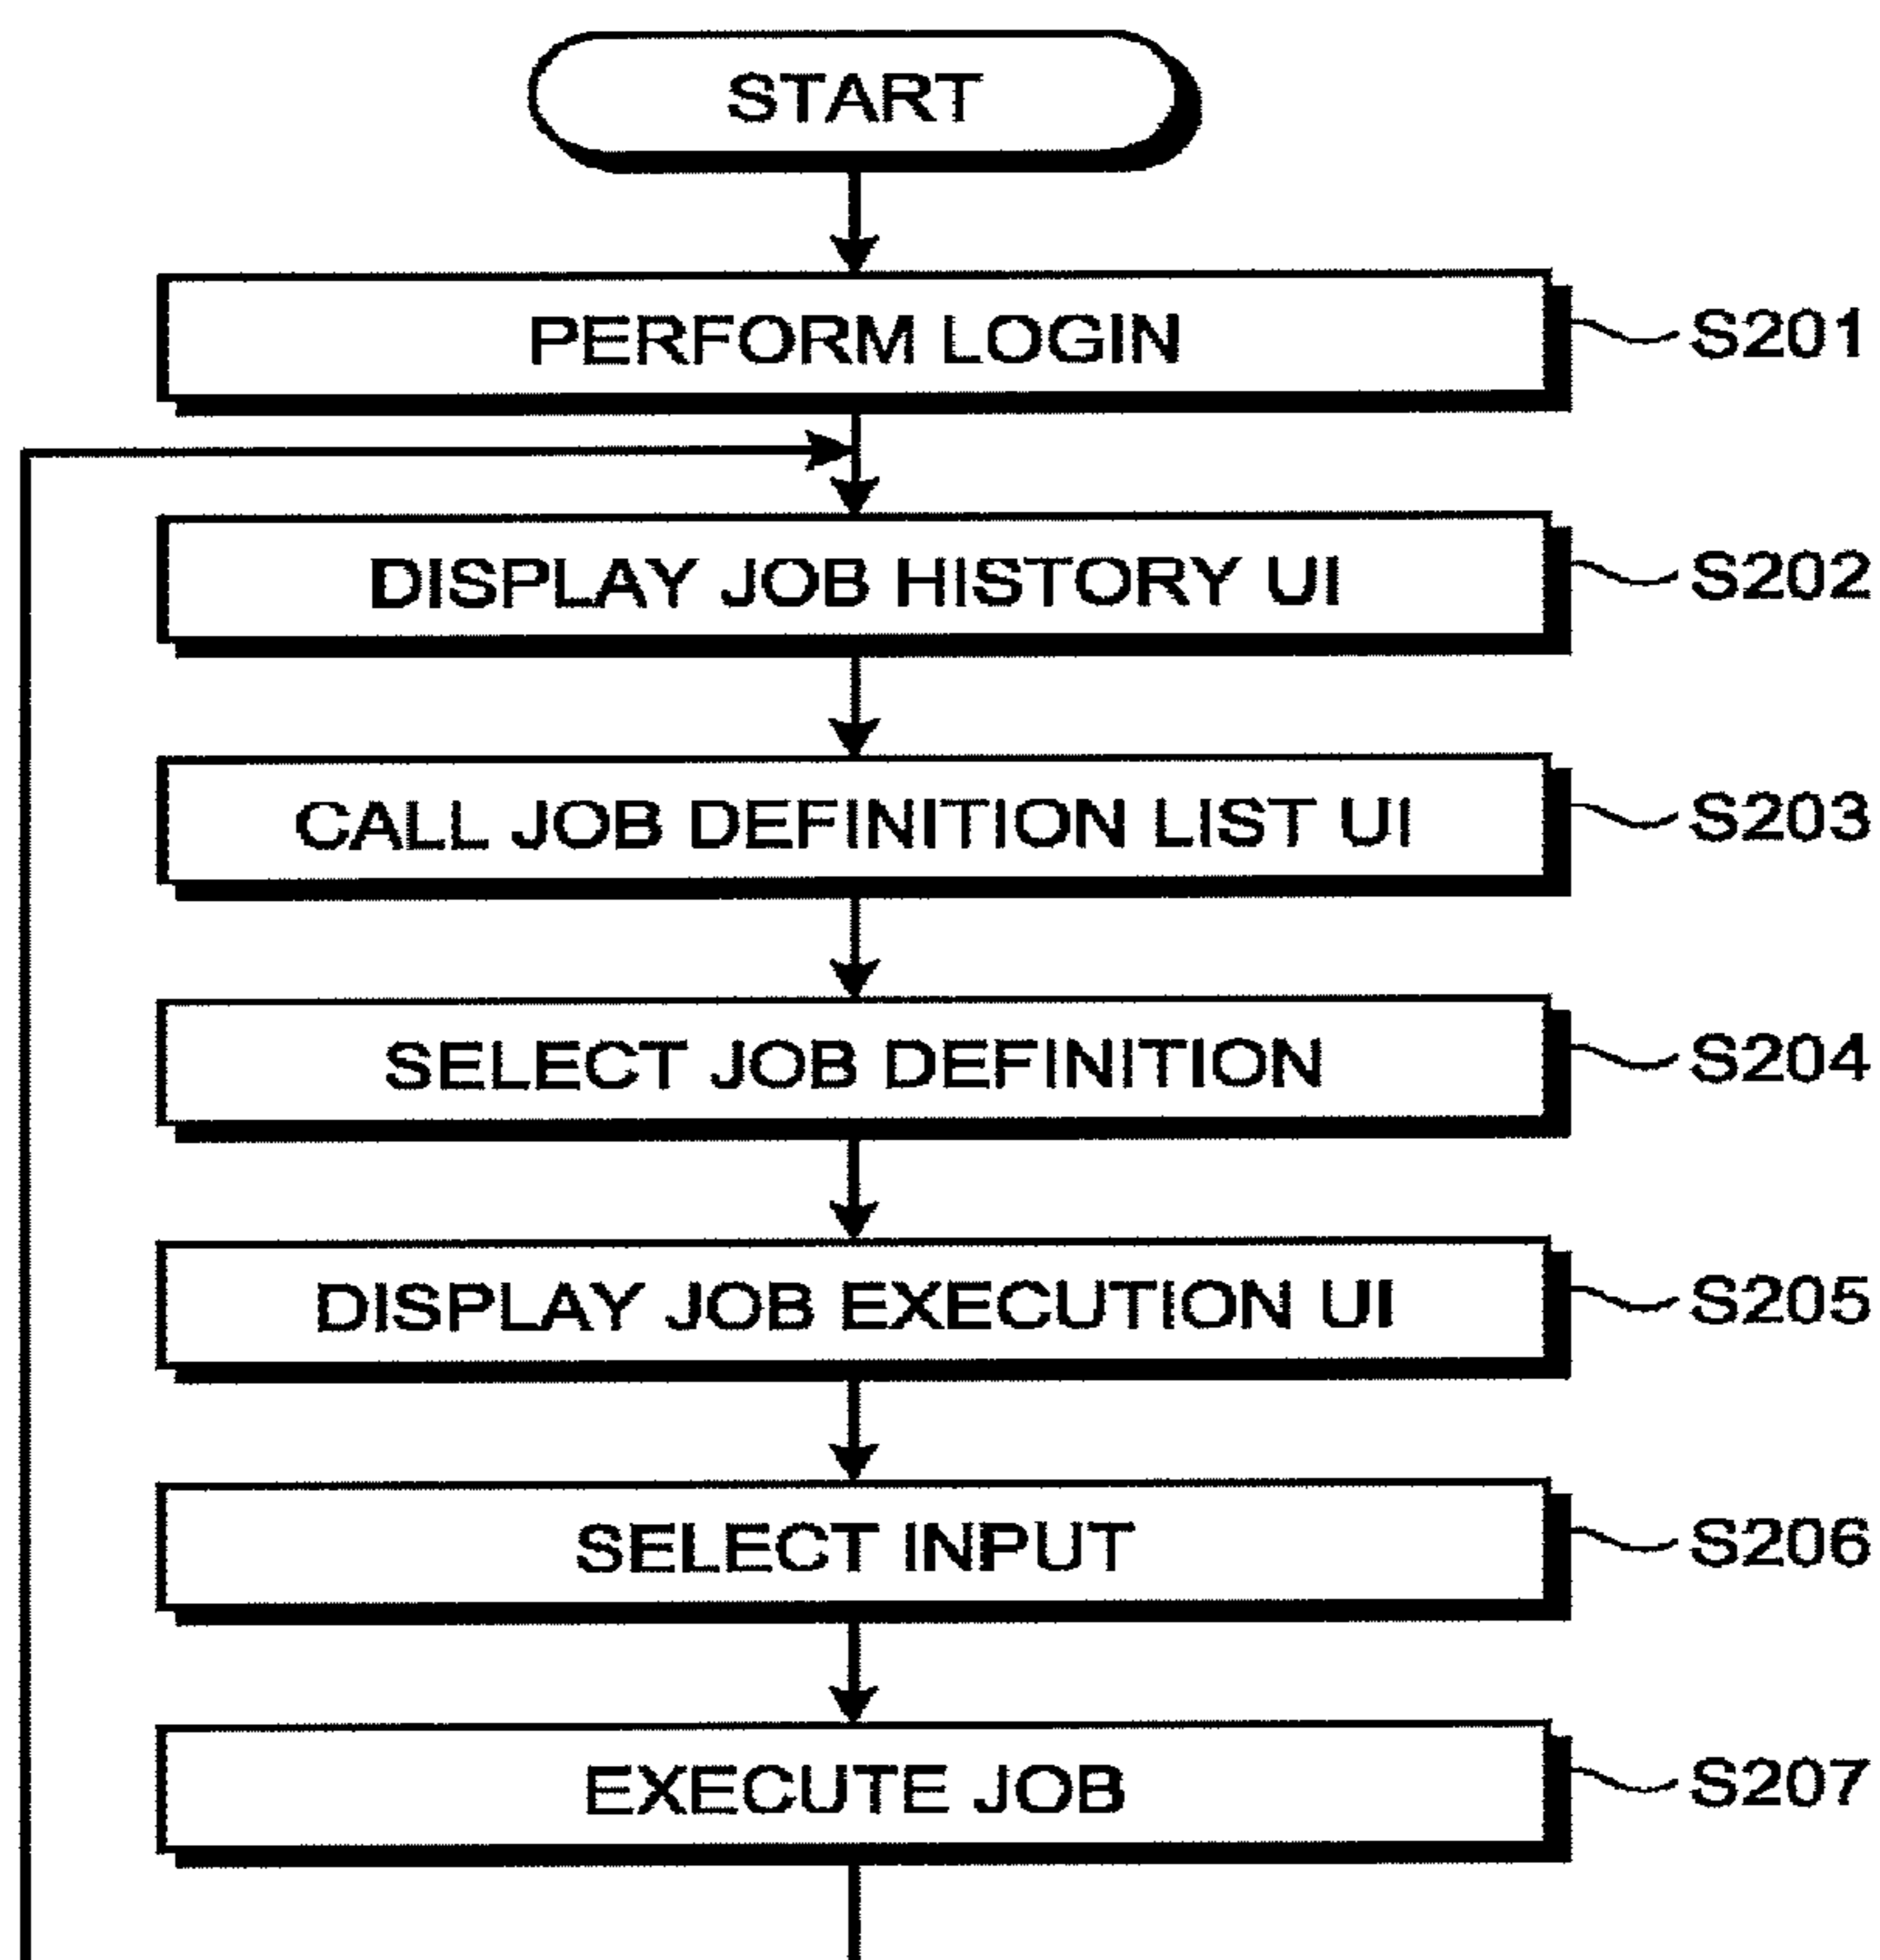 START
PERFORM LOGIN
S201
DISPLAY JOB HISTORY UI
S202
CALL JOB DEFINITION LIST UI
S203
SELECT JOB DEFINITION
S204
DISPLAY JOB EXECUTION UI
S205
SELECT INPUT
S206
EXECUTE JOB
S207